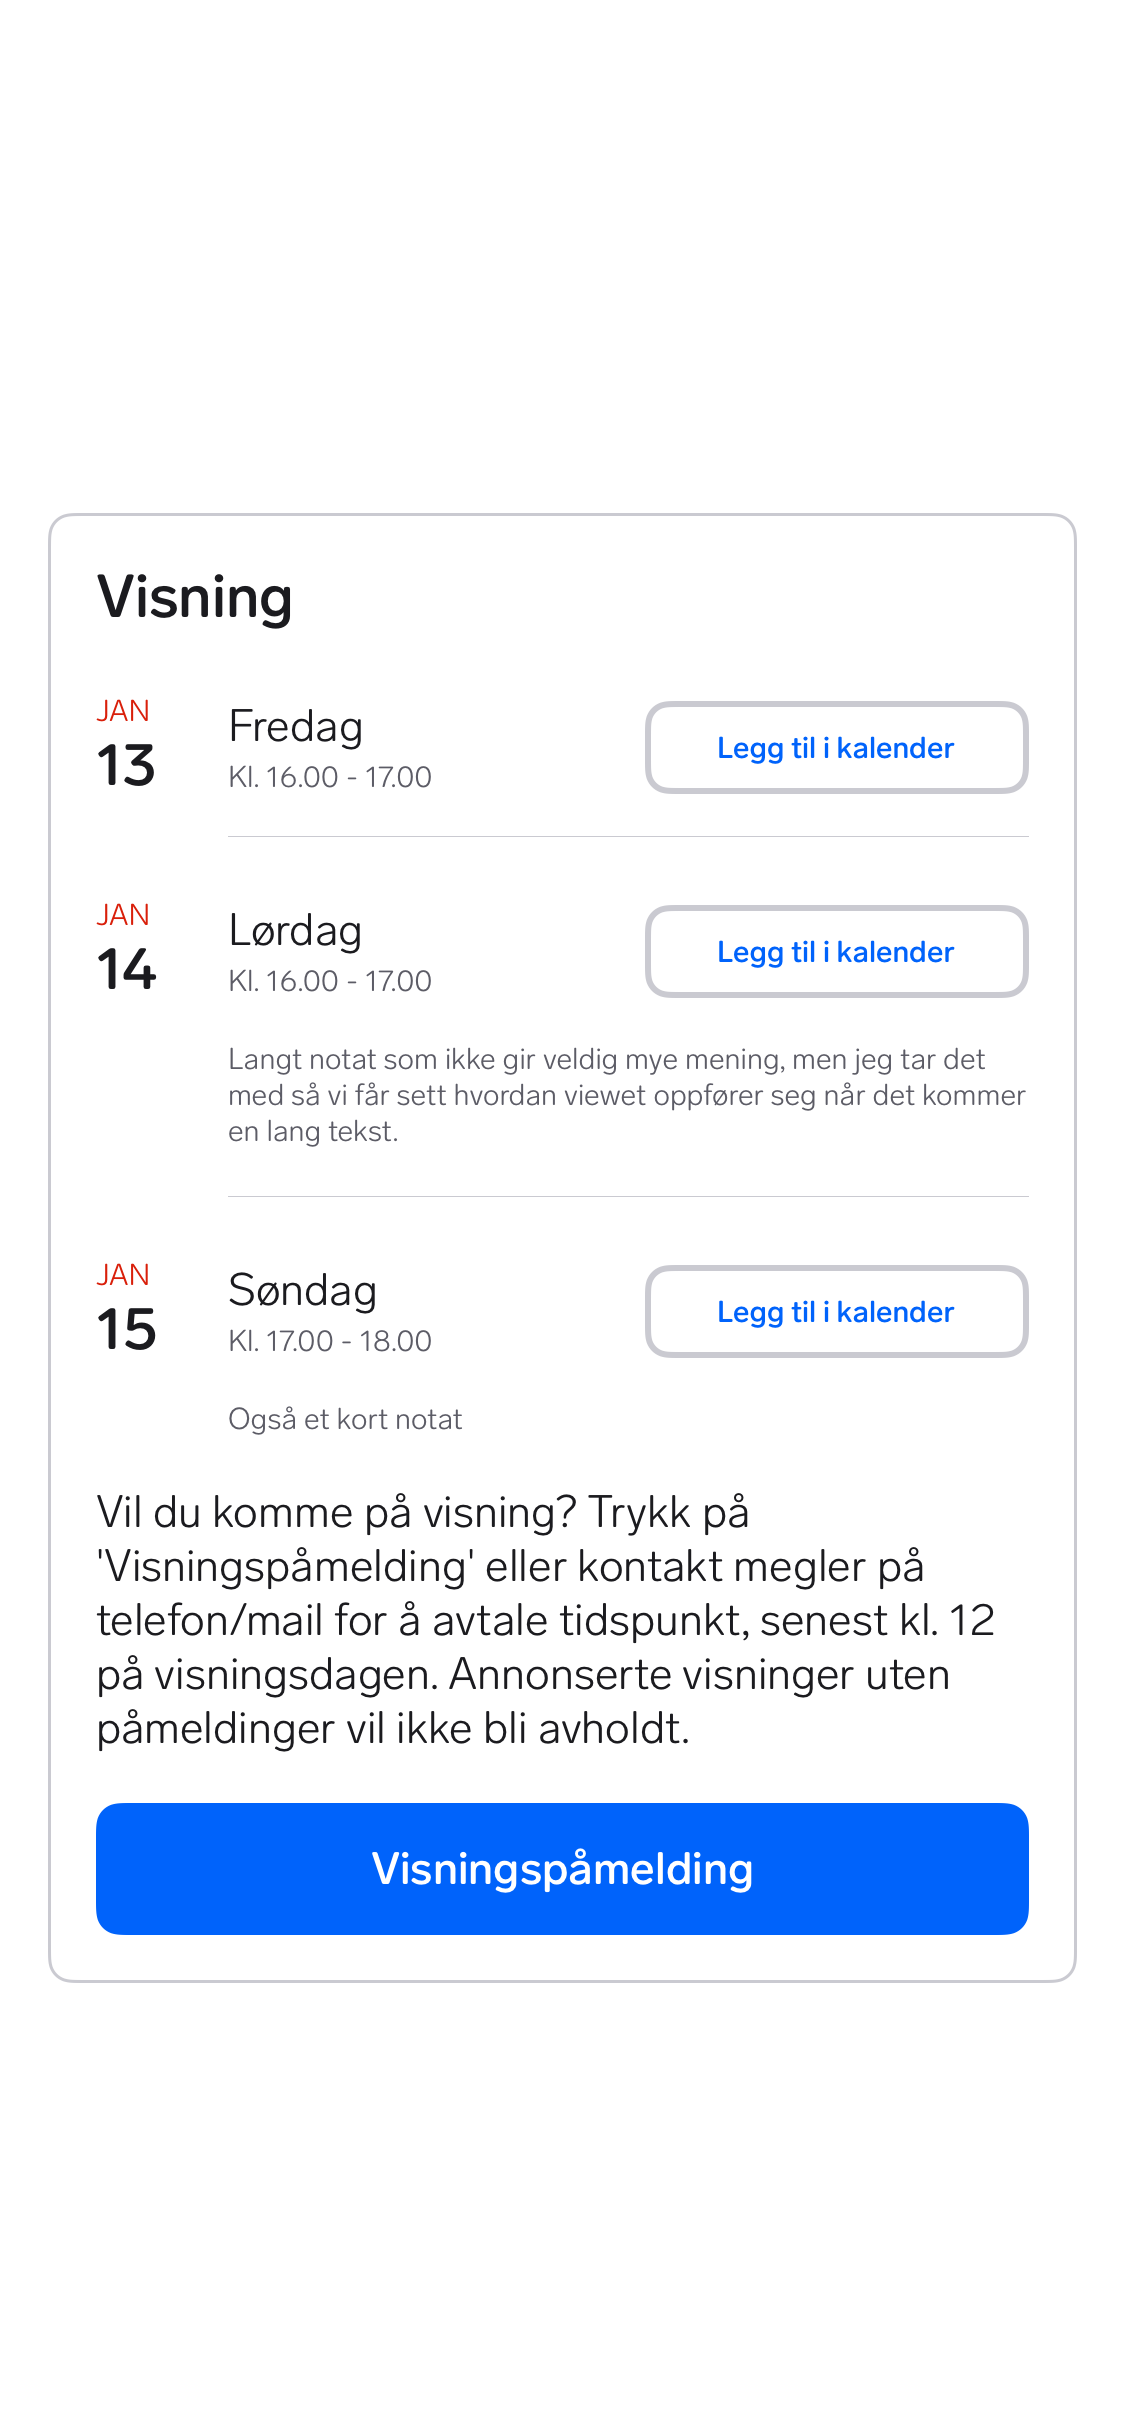 Visning
JAN
13
Fredag
Kl. 16.00 - 17.00
Legg til i kalender
JAN
14
Lørdag
Kl. 16.00 - 17.00
Legg til i kalender
Langt notat som ikke gir veldig mye mening, men jeg tar det
med så vi får sett hvordan viewet oppfører seg når det kommer
en lang tekst.
JAN
15
Søndag
Kl. 17.00 - 18.00
Legg til i kalender
Også et kort notat
Vil du komme på visning? Trykk på
'Visningspåmelding' eller kontakt megler på
telefon/mail for å avtale tidspunkt, senest kl. 12
på visningsdagen. Annonserte visninger uten
påmeldinger vil ikke bli avholdt.
Visningspåmelding